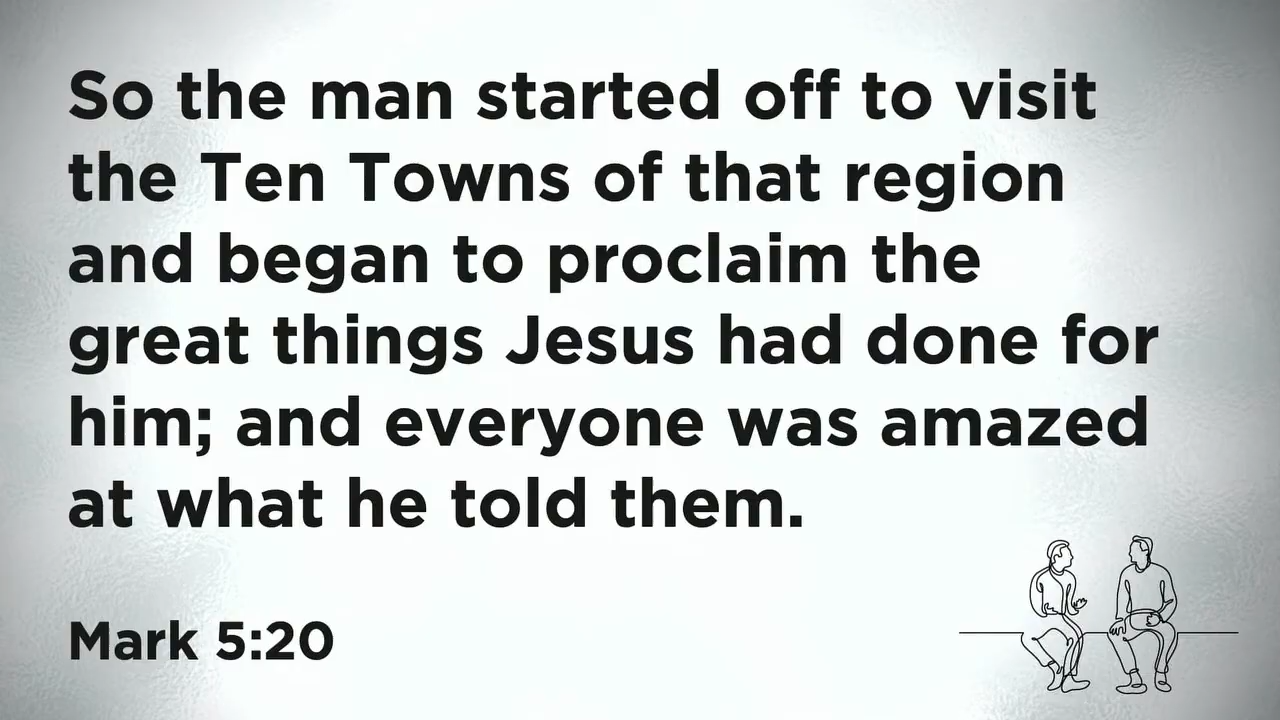 So the man started off to visit
the Ten Towns of that region
and began to proclaim the
great things Jesus had done for
him; and everyone was amazed
at what he told them.
Mark 5:20